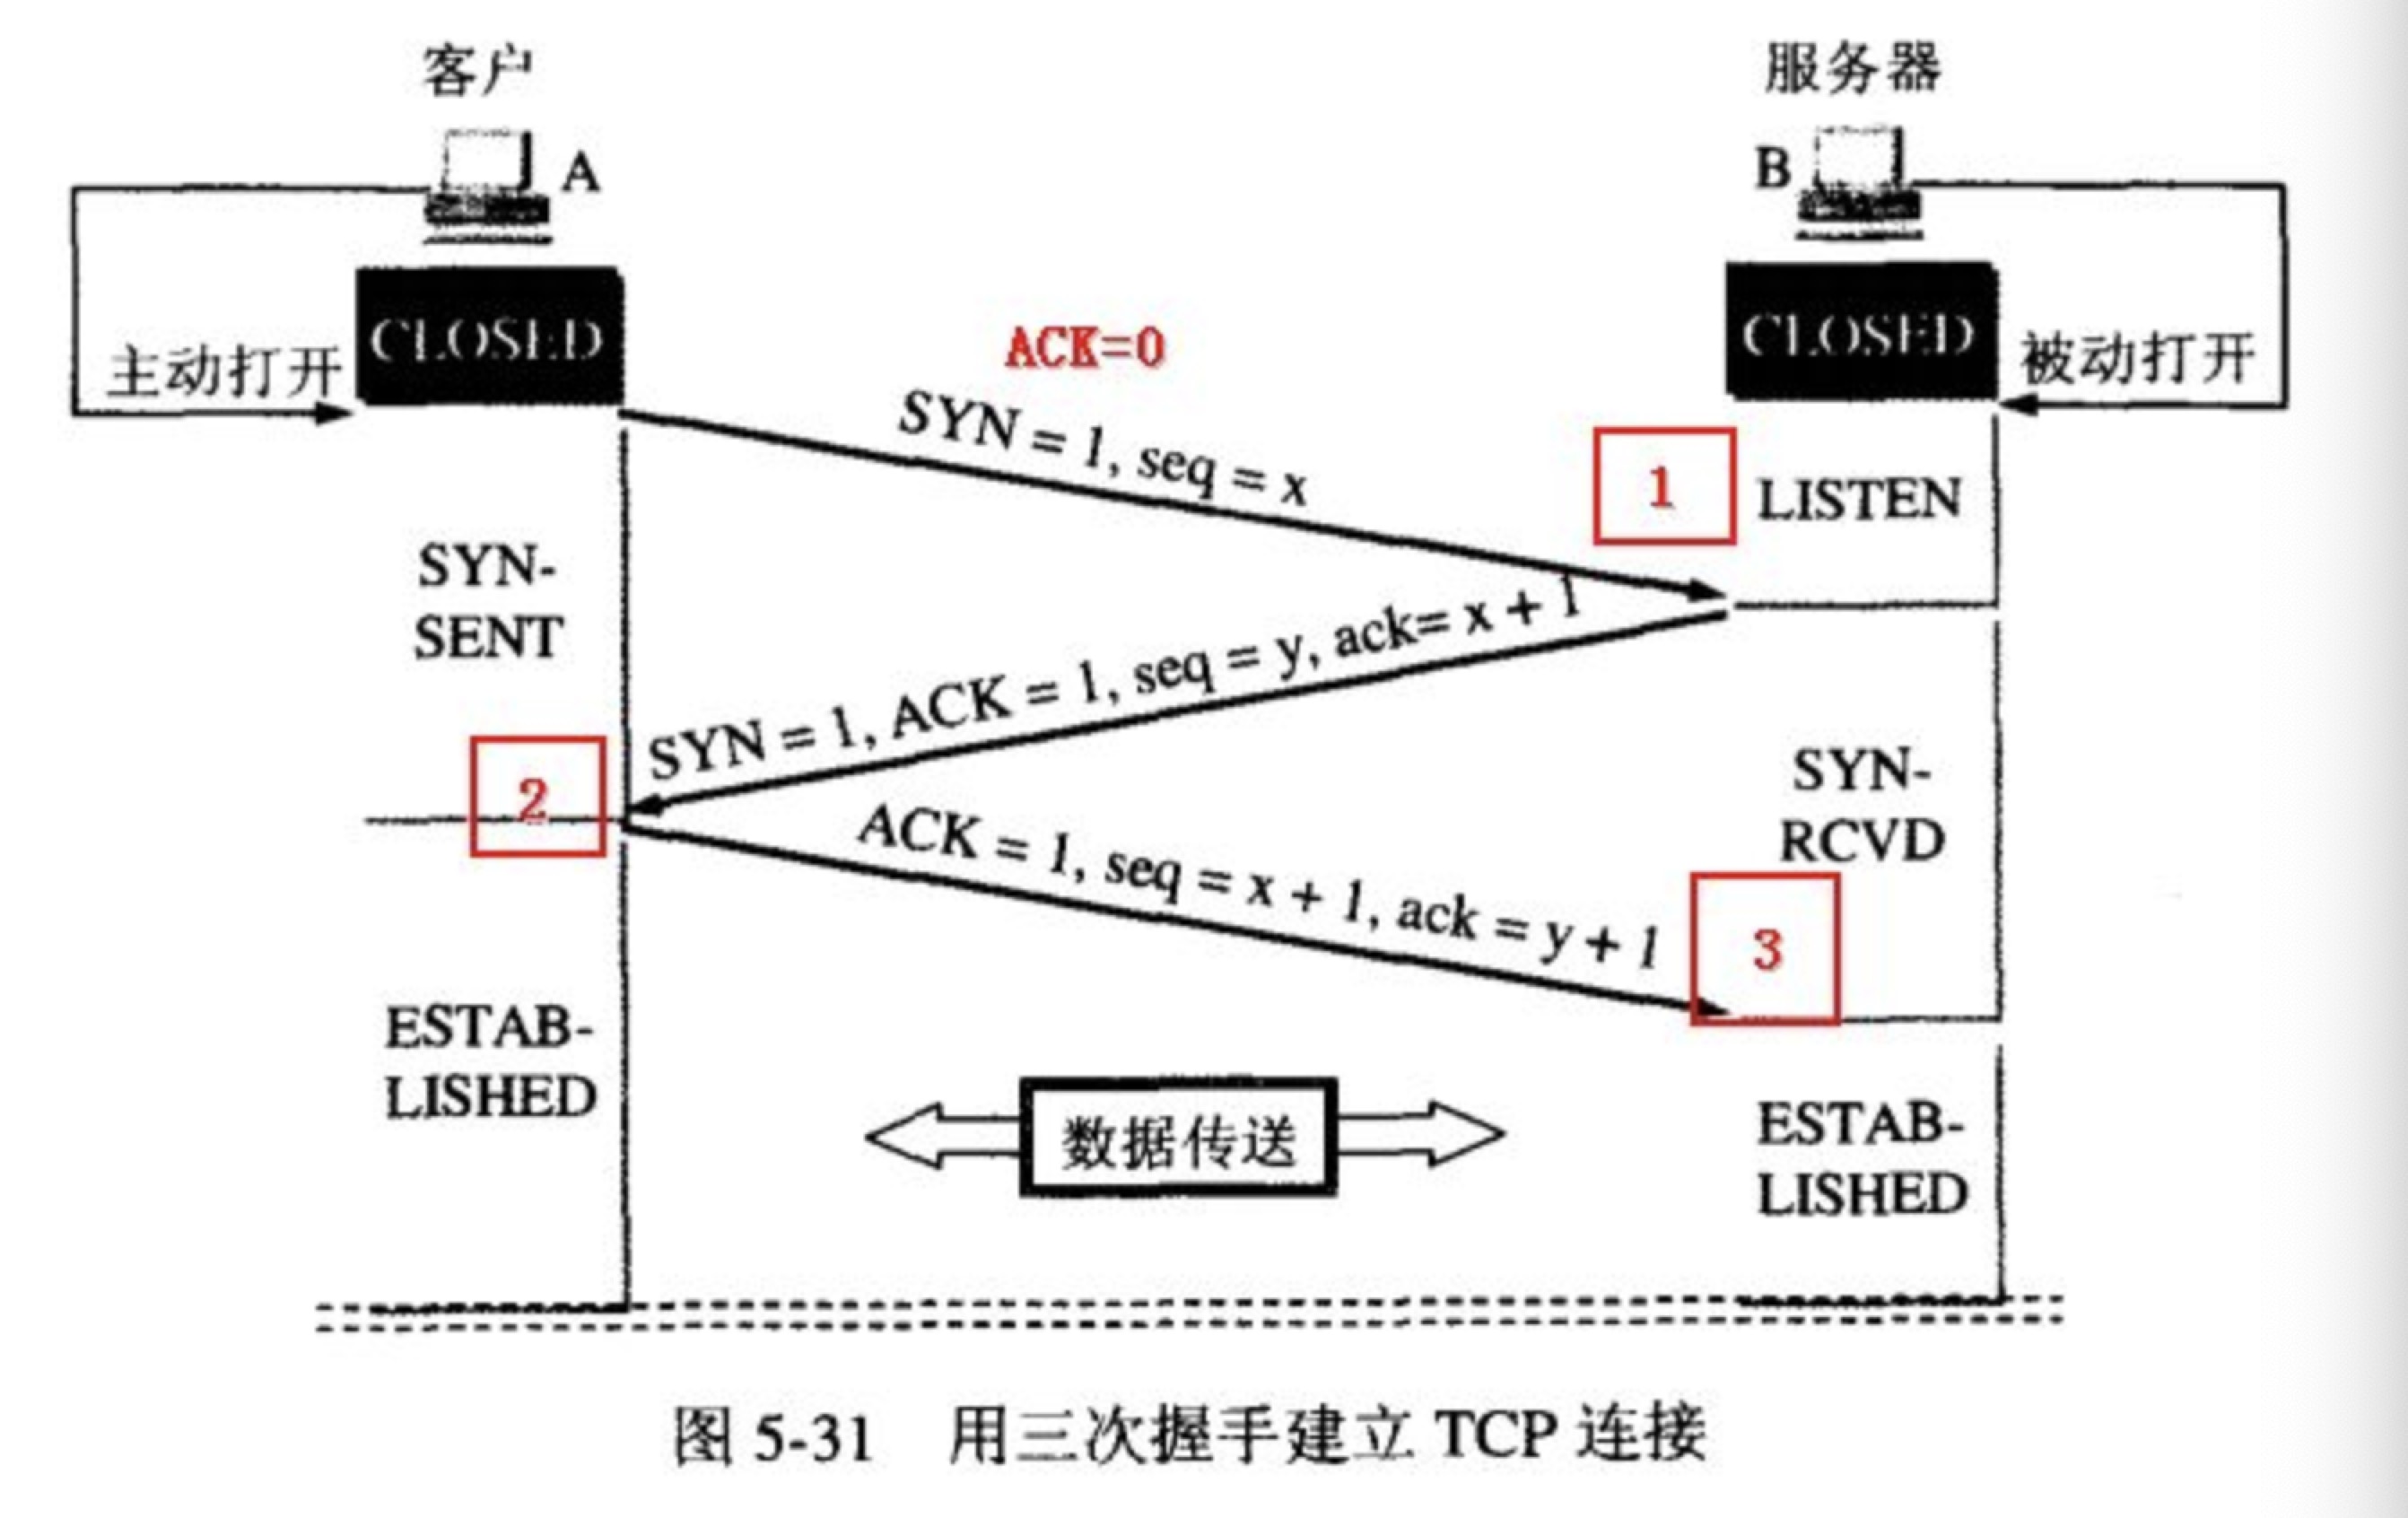 客户
服务器
A
B
CLOSED
CLOSED
主动打开
被动打开
ACK=0
SYN = 1, seq = x
1
LISTEN
SYN-
SENT
SYN = 1, ACK = 1, seq = y, ack= x + 1
2
SYN-
RCVD
ACK = 1, seq = x + 1, ack = y + 1
3
ESTAB-
LISHED
数据传送
ESTAB-
LISHED
图 5-31 用三次握手建立 TCP 连接